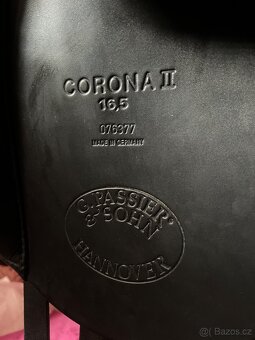 CORONA II
16,5
076377
MADE IN GERMANY
G. PASSIER
& SOHN
HANNOVER
Bazos.cz